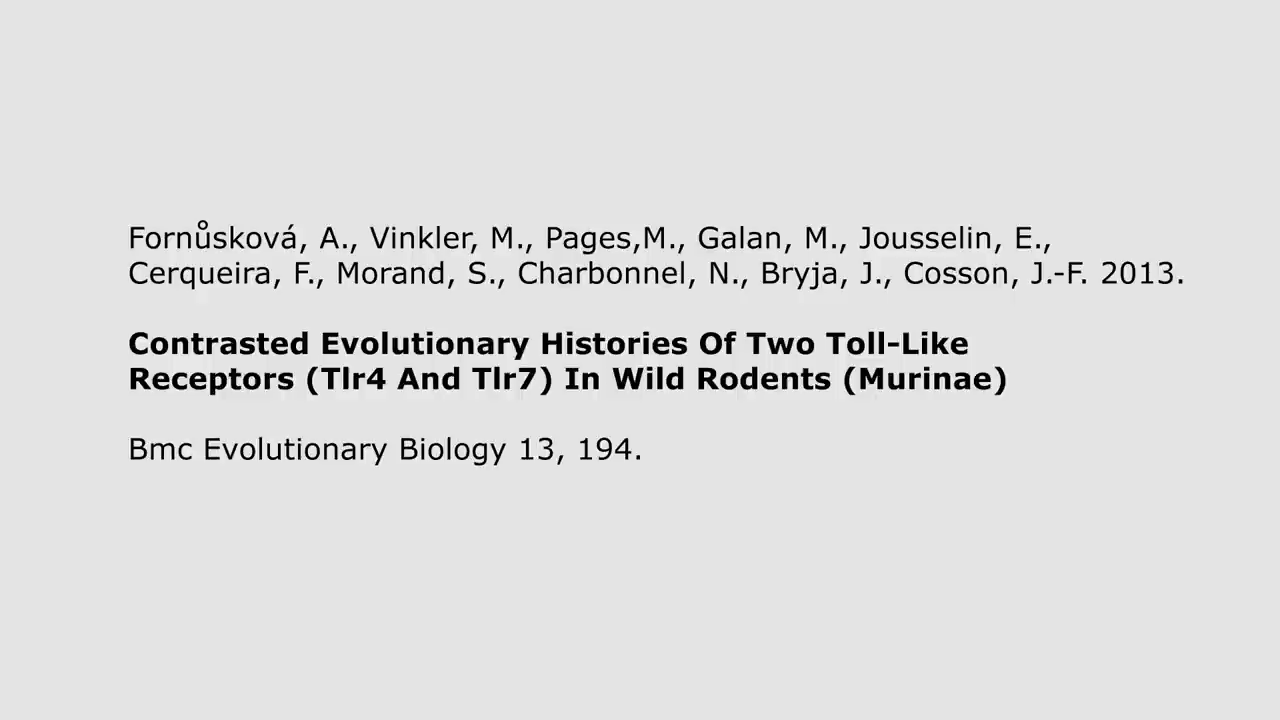 Fornůsková, A., Vinkler, M., Pages,M., Galan, M., Jousselin, E.,
Cerqueira, F., Morand, S., Charbonnel, N., Bryja, J., Cosson, J.-F. 2013.
Contrasted Evolutionary Histories Of Two Toll-Like
Receptors (Tlr4 And Tlr7) In Wild Rodents (Murinae)
Bmc Evolutionary Biology 13, 194.